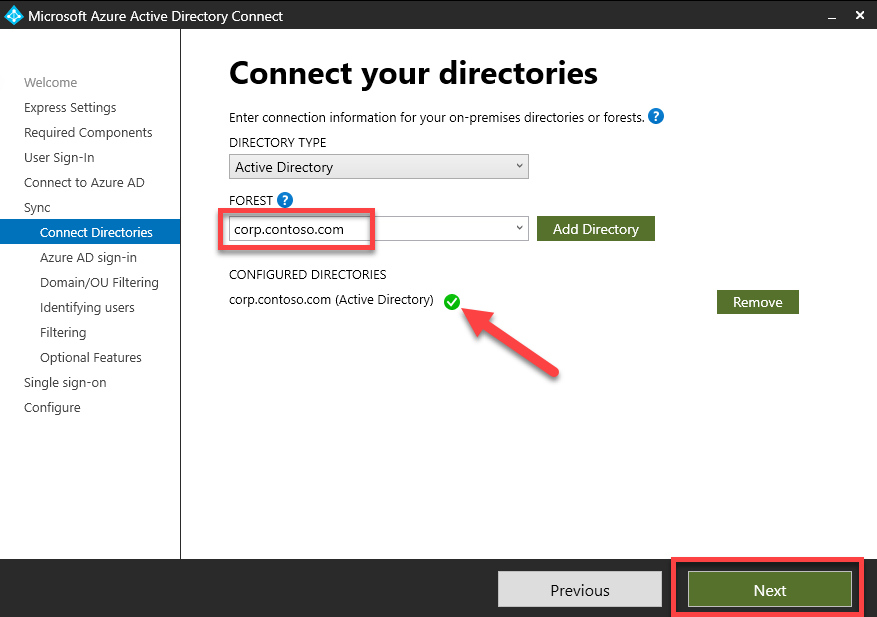 Microsoft Azure Active Directory Connect
Welcome
Express Settings
Required Components
User Sign-In
Connect to Azure AD
Sync
Connect Directories
Azure AD sign-in
Domain/OU Filtering
Identifying users
Filtering
Optional Features
Single sign-on
Configure
Connect your directories
Enter connection information for your on-premises directories or forests. ?
DIRECTORY TYPE
Active Directory
FOREST ?
corp.contoso.com Add Directory
CONFIGURED DIRECTORIES
corp.contoso.com (Active Directory) Remove
Previous Next